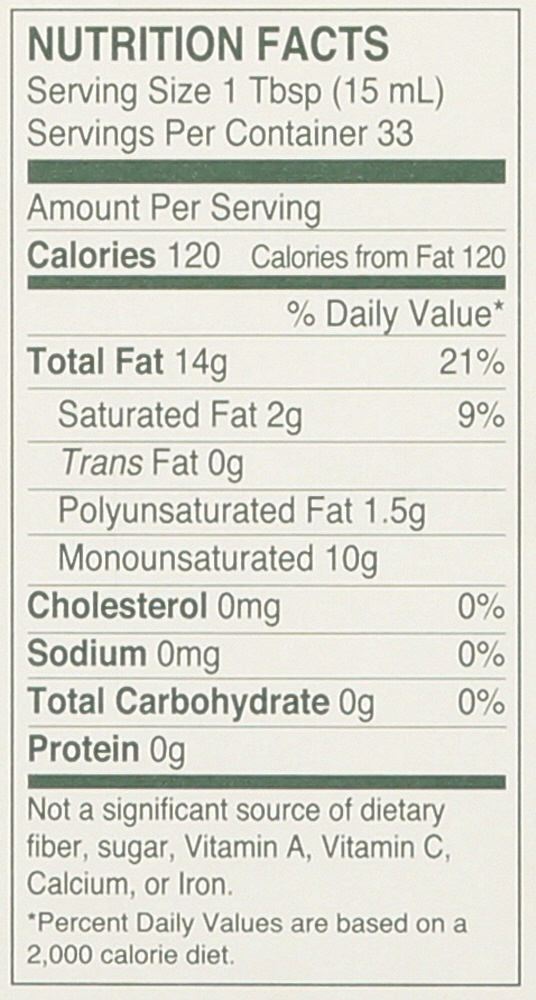 NUTRITION FACTS
Serving Size 1 Tbsp (15 mL)
Servings Per Container 33
Amount Per Serving
Calories 120 Calories from Fat 120
% Daily Value*
Total Fat 14g 21%
Saturated Fat 2g 9%
Trans Fat 0g
Polyunsaturated Fat 1.5g
Monounsaturated 10g
Cholesterol 0mg 0%
Sodium 0mg 0%
Total Carbohydrate 0g 0%
Protein 0g
Not a significant source of dietary
fiber, sugar, Vitamin A, Vitamin C,
Calcium, or Iron.
*Percent Daily Values are based on a
2,000 calorie diet.